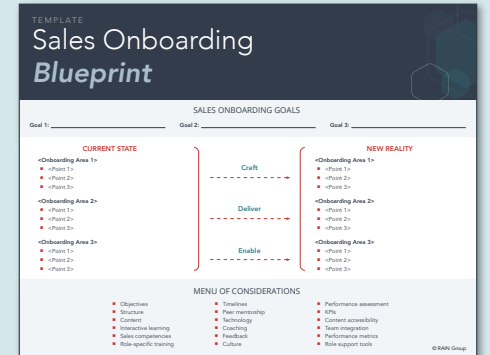 TEMPLATE
Sales Onboarding
Blueprint
SALES ONBOARDING GOALS
Goal 1: Goal 2: Goal 3:
CURRENT STATE
<Onboarding Area 1>
<Point 1>
<Point 2>
<Point 3>
<Onboarding Area 2>
<Point 1>
<Point 2>
<Point 3>
<Onboarding Area 3>
<Point 1>
<Point 2>
<Point 3>
Craft
Deliver
Enable
NEW REALITY
<Onboarding Area 1>
<Point 1>
<Point 2>
<Point 3>
<Onboarding Area 2>
<Point 1>
<Point 2>
<Point 3>
<Onboarding Area 3>
<Point 1>
<Point 2>
<Point 3>
MENU OF CONSIDERATIONS
Objectives
Structure
Content
Interactive learning
Sales competencies
Role-specific training
Timelines
Peer mentorship
Technology
Coaching
Feedback
Culture
Performance assessment
KPIs
Content accessibility
Team integration
Performance metrics
Role-support tools
© RAIN Group